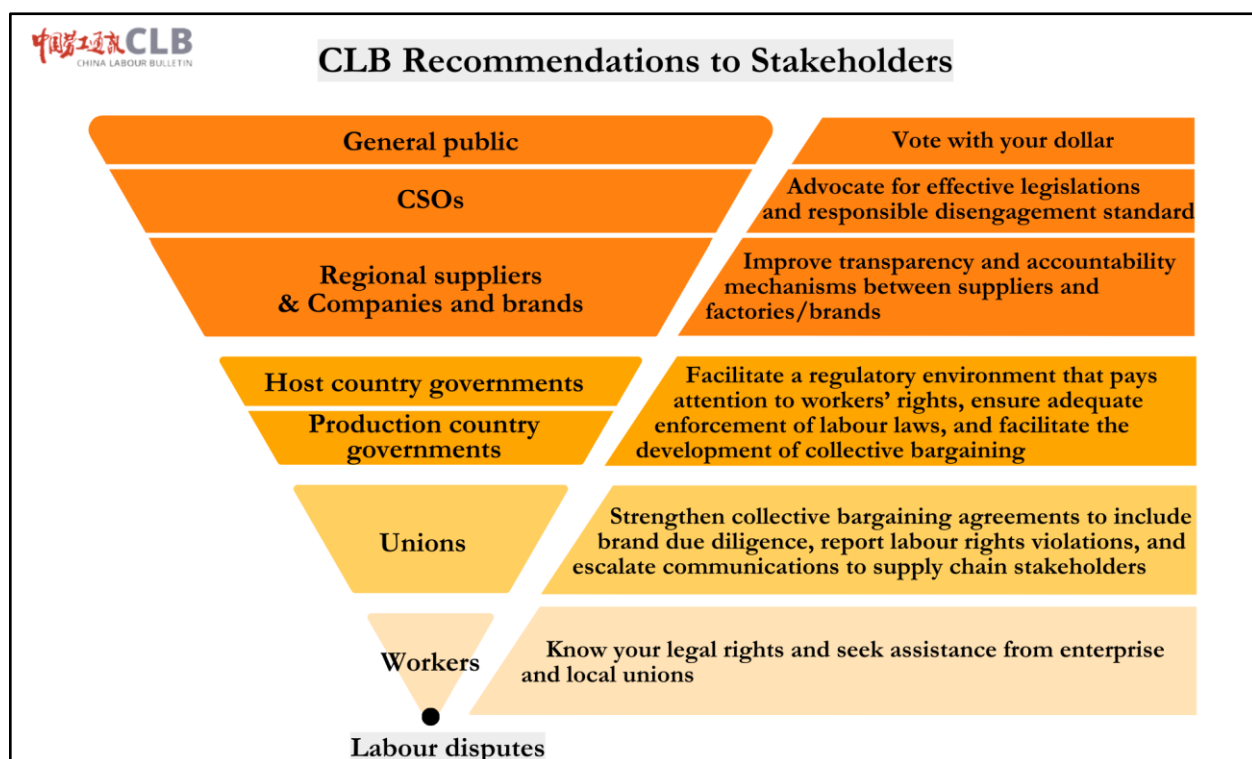 中国劳工通讯CLB
CHINA LABOUR BULLETIN
CLB Recommendations to Stakeholders
General public
Vote with your dollar
CSOs
Advocate for effective legislations
and responsible disengagement standard
Regional suppliers
& Companies and brands
Improve transparency and accountability
mechanisms between suppliers and
factories/brands
Host country governments
Production country
governments
Facilitate a regulatory environment that pays
attention to workers’ rights, ensure adequate
enforcement of labour laws, and facilitate the
development of collective bargaining
Unions
Strengthen collective bargaining agreements to include
brand due diligence, report labour rights violations, and
escalate communications to supply chain stakeholders
Workers
Know your legal rights and seek assistance from enterprise
and local unions
Labour disputes